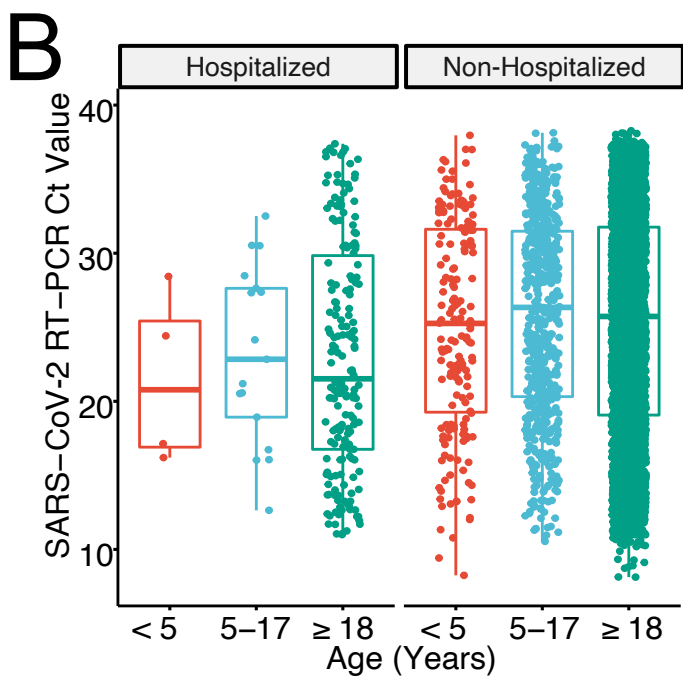 B
Hospitalized
Non-Hospitalized
SARS−CoV-2 RT−PCR Ct Value
40
30
20
10
< 5
5−17
≥ 18
< 5
5−17
≥ 18
Age (Years)